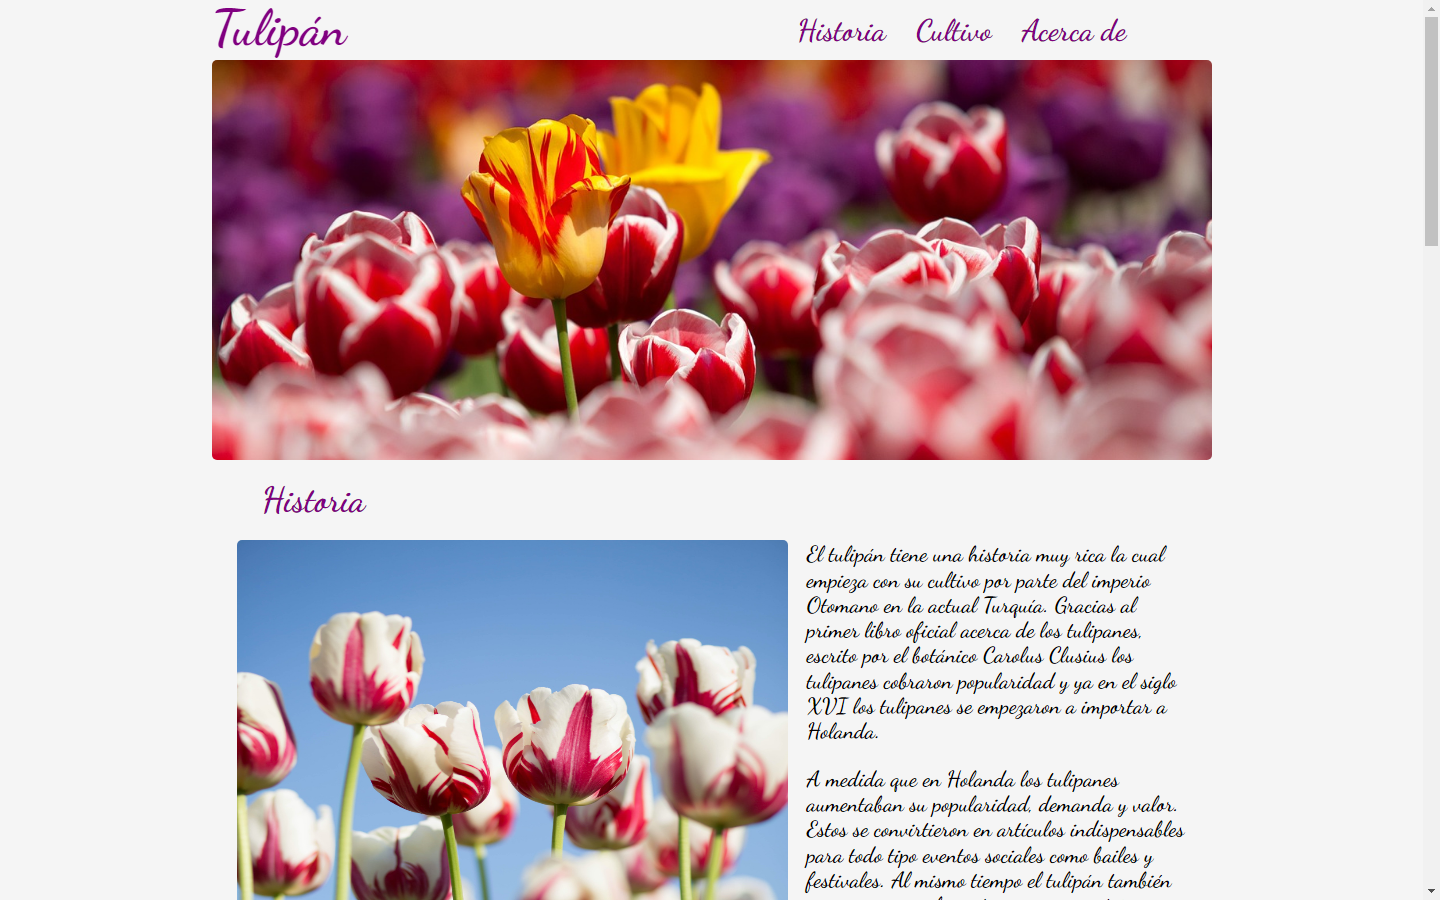 Tulipán
Historia Cultivo Acerca de
Historia
El tulipán tiene una historia muy rica la cual
empieza con su cultivo por parte del imperio
Otomano en la actual Turquía. Gracias al
primer libro oficial acerca de los tulipanes,
escrito por el botánico Carolus Clusius los
tulipanes cobraron popularidad y ya en el siglo
XVI los tulipanes se empezaron a importar a
Holanda.
A medida que en Holanda los tulipanes
aumentaban su popularidad, demanda y valor.
Estos se convirtieron en artículos indispensables
para todo tipo eventos sociales como bailes y
festivales. Al mismo tiempo el tulipán también